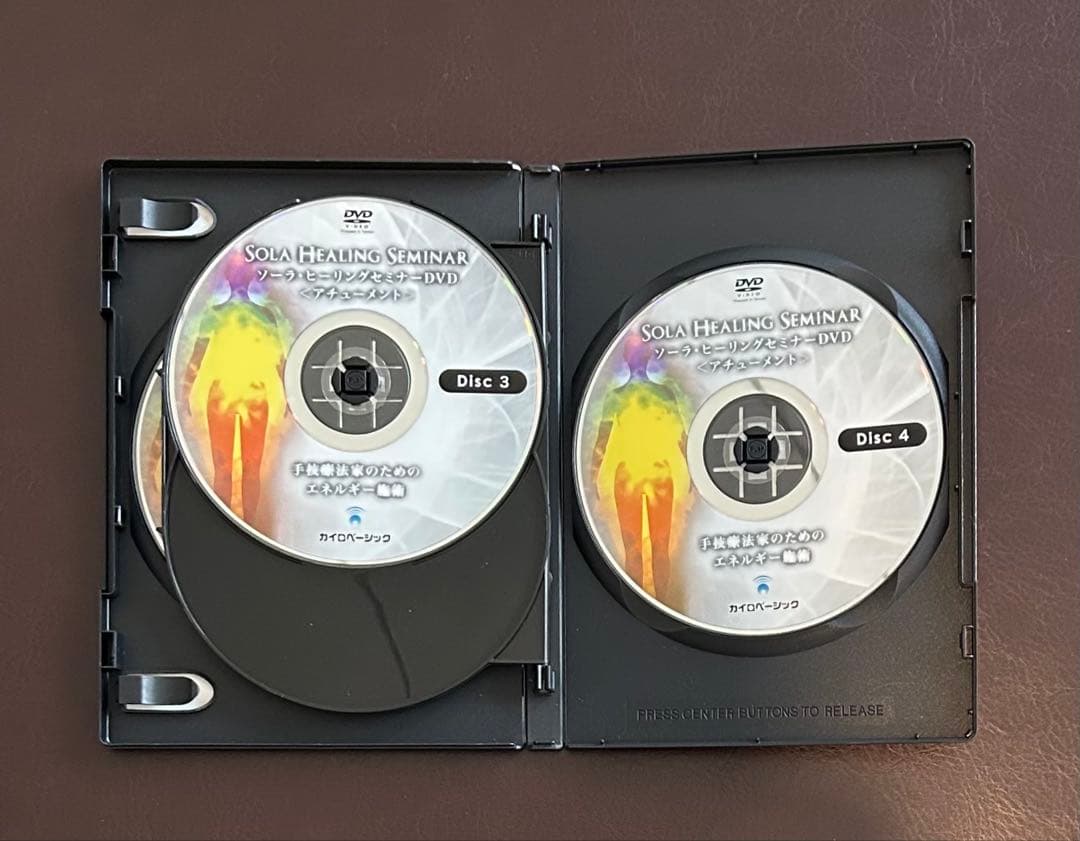 DVD
VIDEO
SOLA HEALING SEMINAR
ソーラ・ヒーリングセミナーDVD
＜アチューメント＞
Disc 3
手技療法家のための
エネルギー施術
カイロベーシック
DVD
VIDEO
SOLA HEALING SEMINAR
ソーラ・ヒーリングセミナーDVD
＜アチューメント＞
Disc 4
手技療法家のための
エネルギー施術
カイロベーシック
PRESS CENTER BUTTONS TO RELEASE